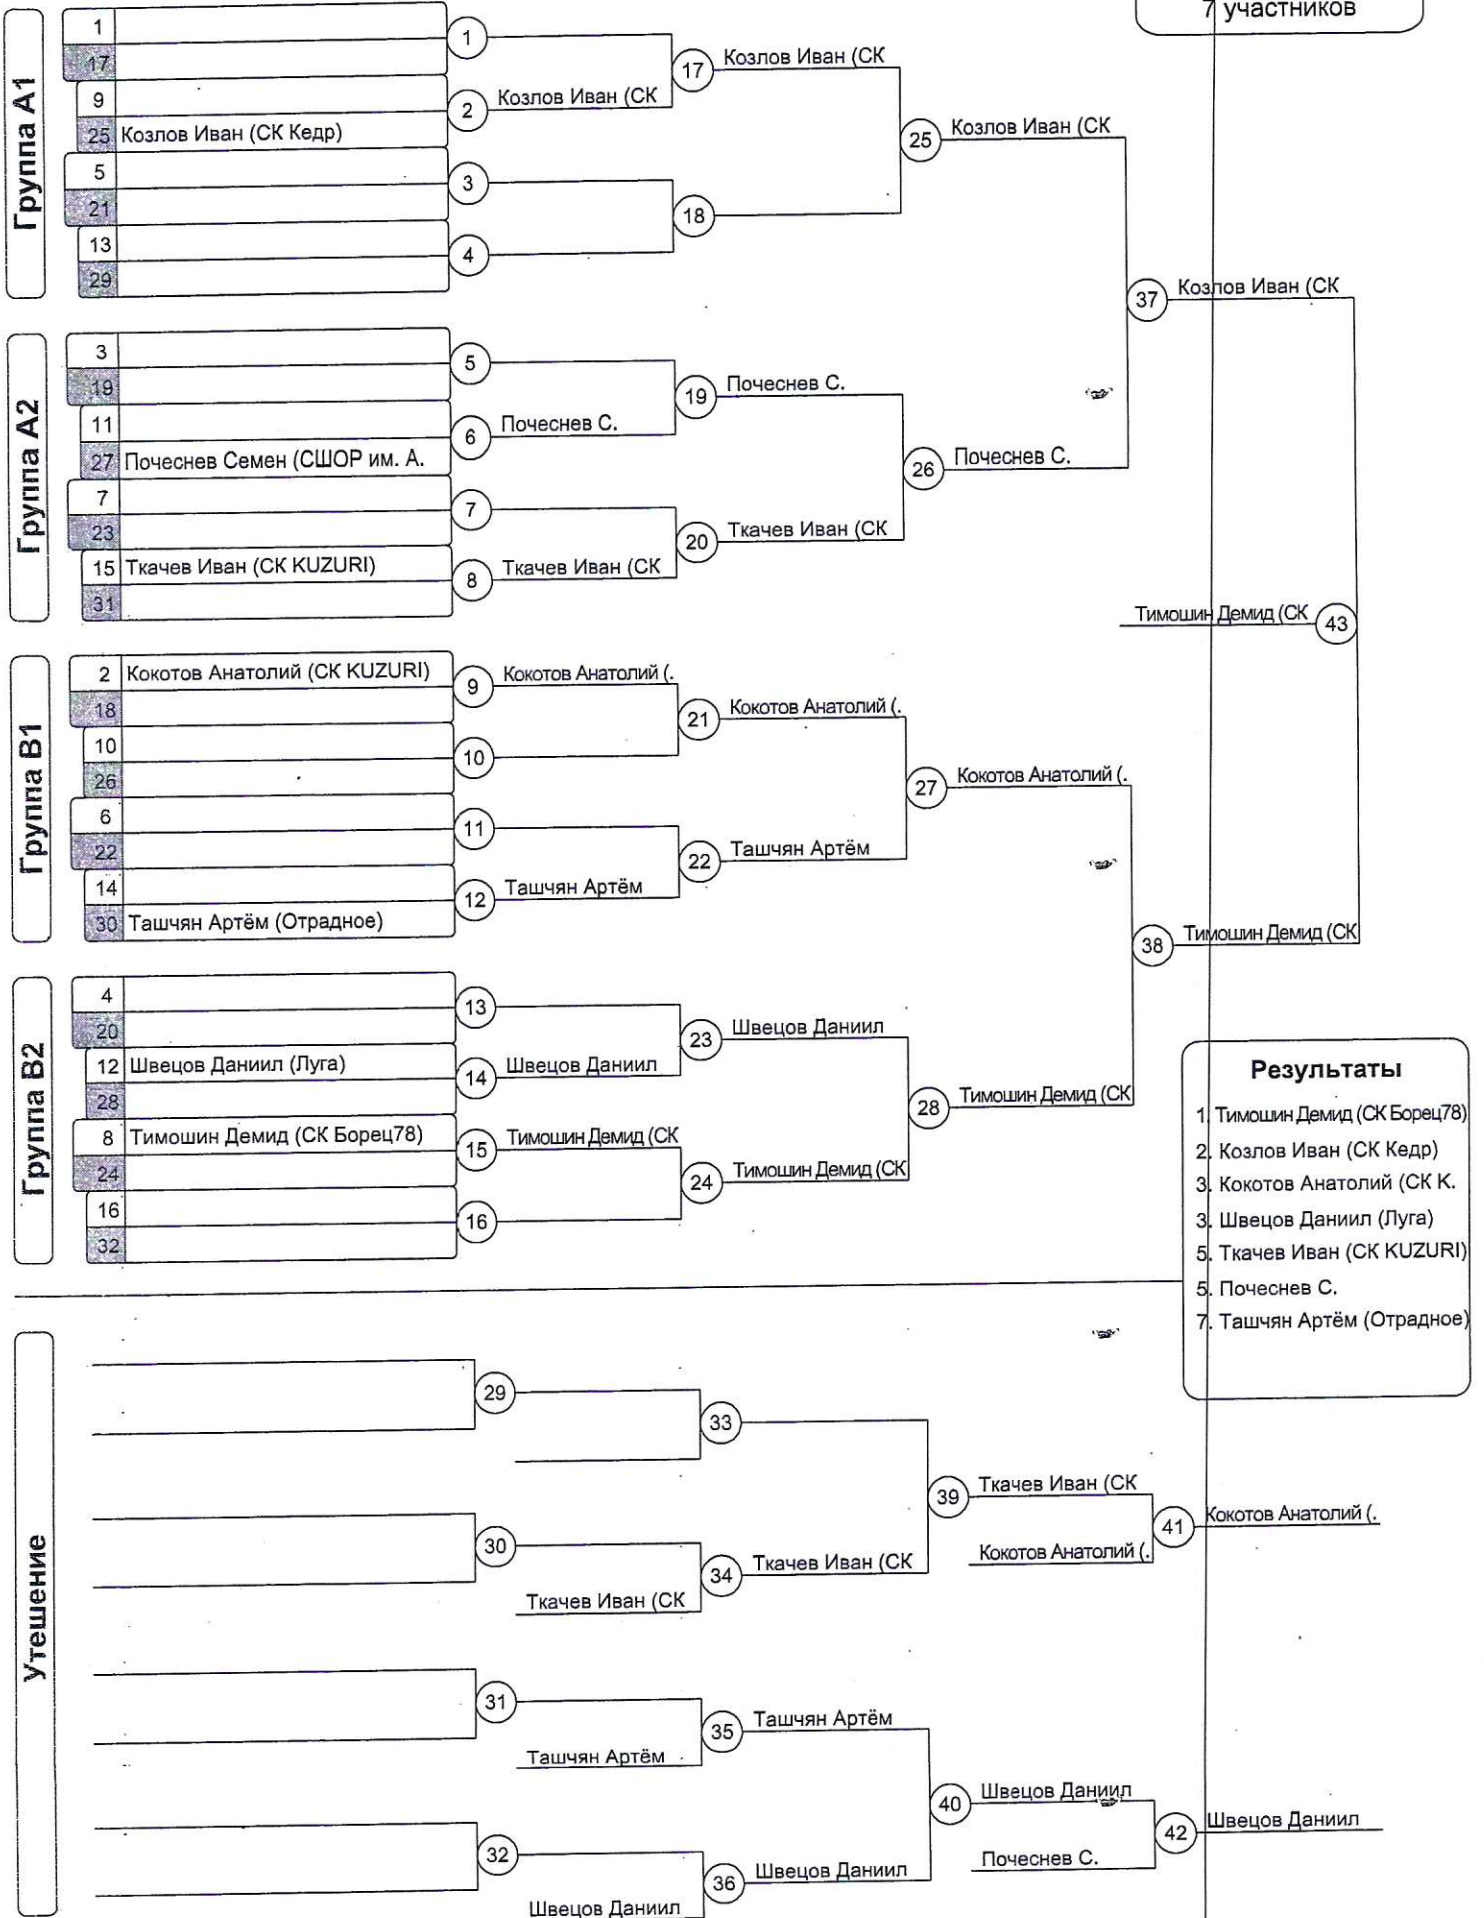 7 участников
Группа A1
1
17
9
25 Козлов Иван (СК Кедр)
5
21
13
29
1
2 Козлов Иван (СК
3
4
17 Козлов Иван (СК
18
25 Козлов Иван (СК
37 Козлов Иван (СК
Группа A2
3
19
11
27 Почеснев Семен (СШОР им. А.
7
23
15 Ткачев Иван (СК KUZURI)
31
5
6 Почеснев С.
7
8 Ткачев Иван (СК
19 Почеснев С.
20 Ткачев Иван (СК
26 Почеснев С.
Тимошин Демид (СК 43
Группа B1
2 Кокотов Анатолий (СК KUZURI)
18
10
26
6
22
14
30 Ташчян Артём (Отрадное)
9 Кокотов Анатолий (.
10
11
12 Ташчян Артём
21 Кокотов Анатолий (.
22 Ташчян Артём
27 Кокотов Анатолий (.
38 Тимошин Демид (СК
Группа B2
4
20
12 Швецов Даниил (Луга)
28
8 Тимошин Демид (СК Борец78)
24
16
32
13
14 Швецов Даниил
15 Тимошин Демид (СК
16
23 Швецов Даниил
24 Тимошин Демид (СК
28 Тимошин Демид (СК
Результаты
1. Тимошин Демид (СК Борец78)
2. Козлов Иван (СК Кедр)
3. Кокотов Анатолий (СК К.
3. Швецов Даниил (Луга)
5. Ткачев Иван (СК KUZURI)
5. Почеснев С.
7. Ташчян Артём (Отрадное)
Утешение
29
30
Ткачев Иван (СК
31
Ташчян Артём
32
Швецов Даниил
33
34 Ткачев Иван (СК
35 Ташчян Артём
36 Швецов Даниил
39 Ткачев Иван (СК
Кокотов Анатолий (.
40 Швецов Даниил
Почеснев С.
41 Кокотов Анатолий (.
42 Швецов Даниил